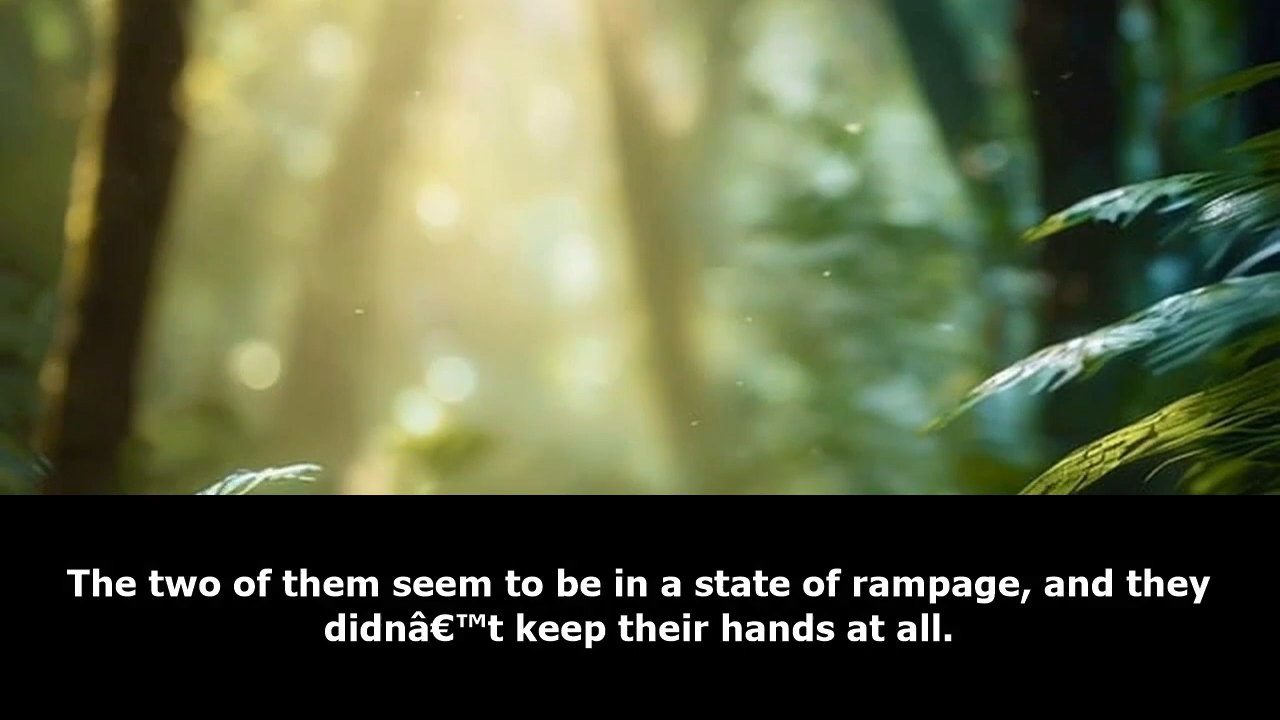 The two of them seem to be in a state of rampage, and they
didnâ€™t keep their hands at all.